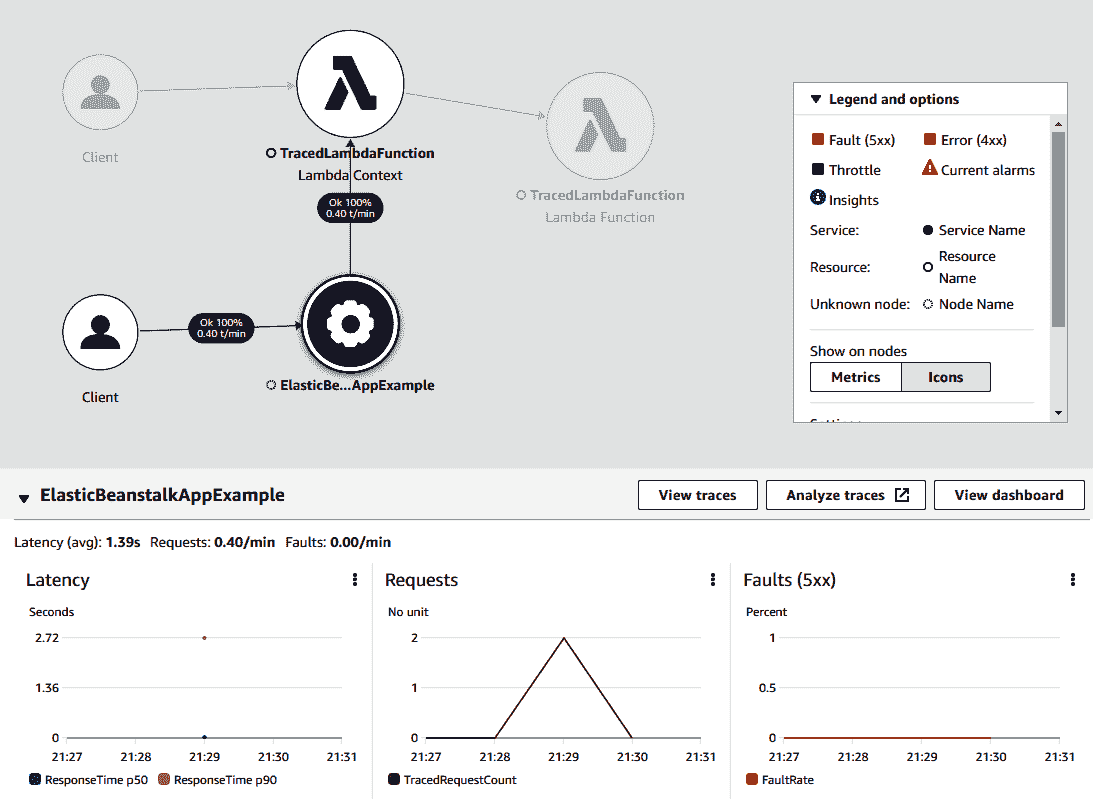 Client
TracedLambdaFunction
Lambda Context
TracedLambdaFunction
Lambda Function
Ok 100%
0.40 t/min
Client
Ok 100%
0.40 t/min
ElasticBe...AppExample
Legend and options
Fault (5xx)
Error (4xx)
Throttle
Current alarms
Insights
Service:
Service Name
Resource:
Resource
Name
Unknown node:
Node Name
Show on nodes
Metrics
Icons
ElasticBeanstalkAppExample
View traces
Analyze traces
View dashboard
Latency (avg): 1.39s Requests: 0.40/min Faults: 0.00/min
Latency
Seconds
2.72
1.36
0
21:27 21:28 21:29 21:30 21:31
ResponseTime p50 ResponseTime p90
Requests
No unit
2
1
0
21:27 21:28 21:29 21:30 21:31
TracedRequestCount
Faults (5xx)
Percent
1
0.5
0
21:27 21:28 21:29 21:30 21:31
FaultRate